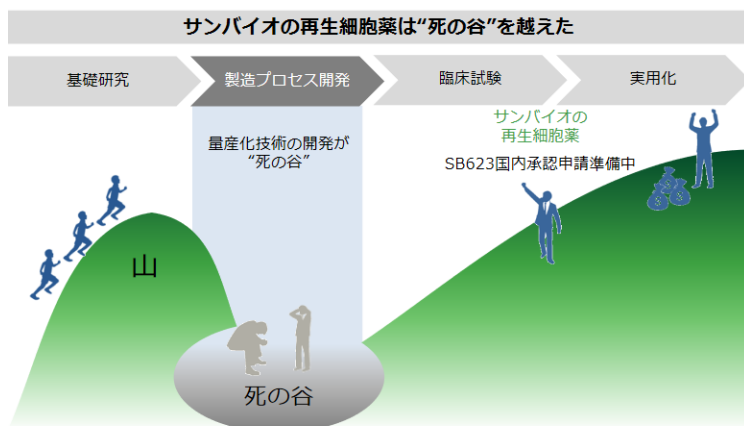 サンバイオの再生細胞薬は“死の谷”を越えた
基礎研究
製造プロセス開発
臨床試験
実用化
量産化技術の開発が
“死の谷”
サンバイオの
再生細胞薬
SB623国内承認申請準備中
山
死の谷